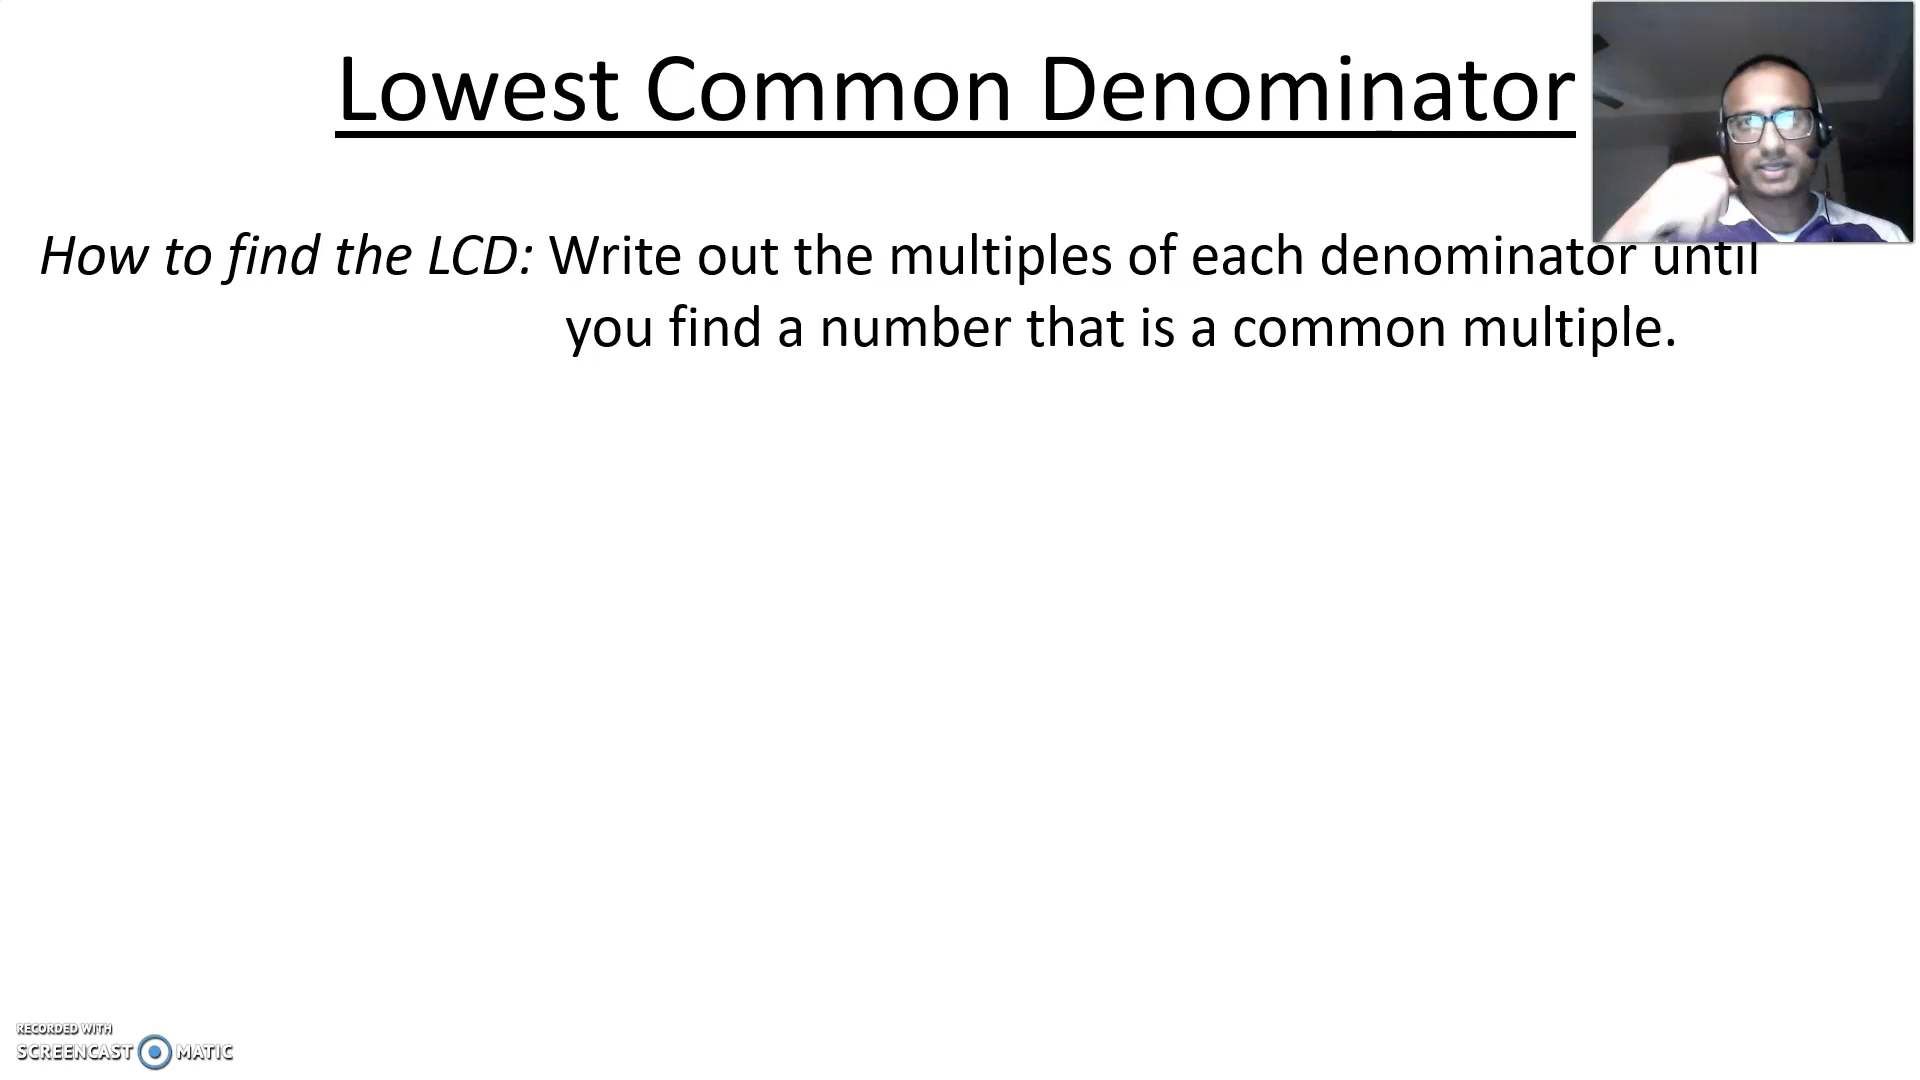 Lowest Common Denominator
How to find the LCD: Write out the multiples of each denominator until
you find a number that is a common multiple.
RECORDED WITH
SCREENCAST MATIC